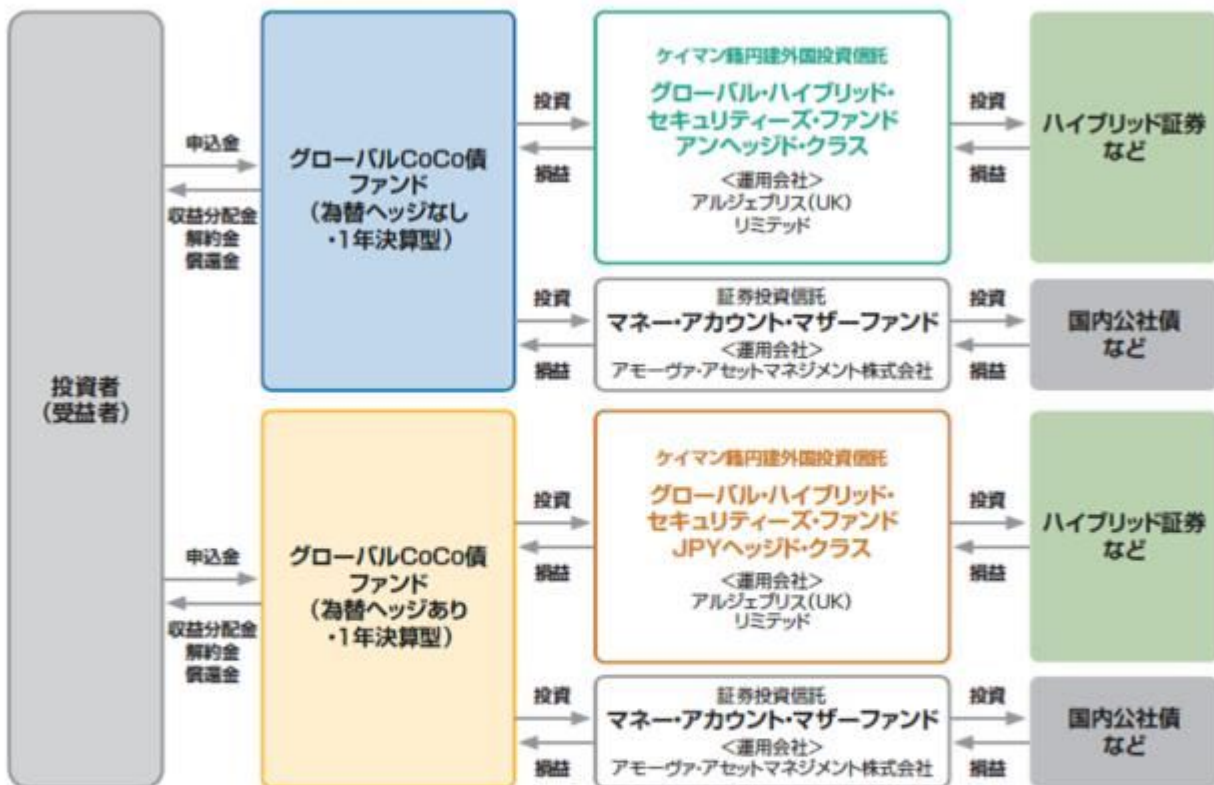 投資者
（受益者）
申込金
収益分配金
解約金
償還金
グローバルCoCo債
ファンド
（為替ヘッジなし
・1年決算型）
投資
損益
ケイマン籍円建外国投資信託
グローバル・ハイブリッド・
セキュリティーズ・ファンド
アンヘッジド・クラス
＜運用会社＞
アルジェブリス（UK）
リミテッド
投資
損益
ハイブリッド証券
など
投資
損益
証券投資信託
マネー・アカウント・マザーファンド
＜運用会社＞
アモーヴァ・アセットマネジメント株式会社
投資
損益
国内公社債
など
申込金
収益分配金
解約金
償還金
グローバルCoCo債
ファンド
（為替ヘッジあり
・1年決算型）
投資
損益
ケイマン籍円建外国投資信託
グローバル・ハイブリッド・
セキュリティーズ・ファンド
JPYヘッジド・クラス
＜運用会社＞
アルジェブリス（UK）
リミテッド
投資
損益
ハイブリッド証券
など
投資
損益
証券投資信託
マネー・アカウント・マザーファンド
＜運用会社＞
アモーヴァ・アセットマネジメント株式会社
投資
損益
国内公社債
など